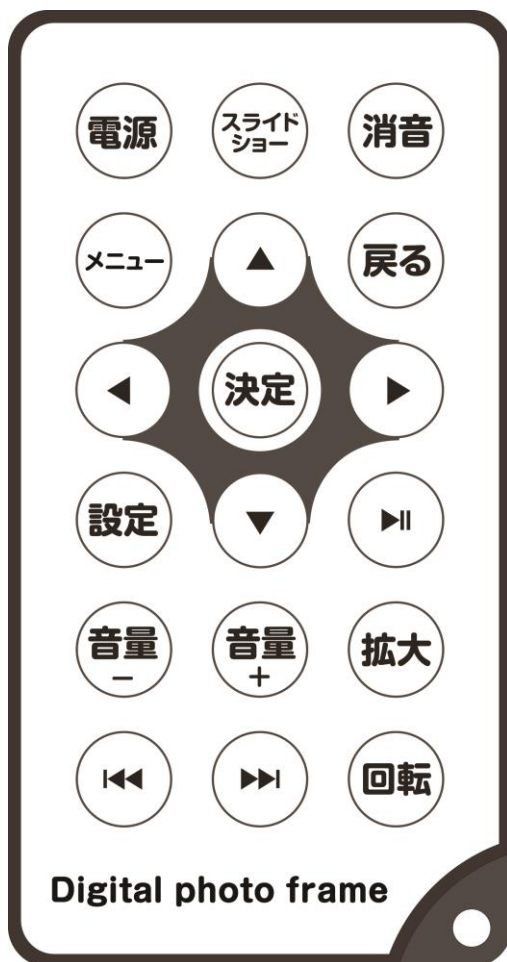 電源
スライド
ショー
消音
メニュー
戻る
決定
設定
音量
−
音量
+
拡大
回転
Digital photo frame